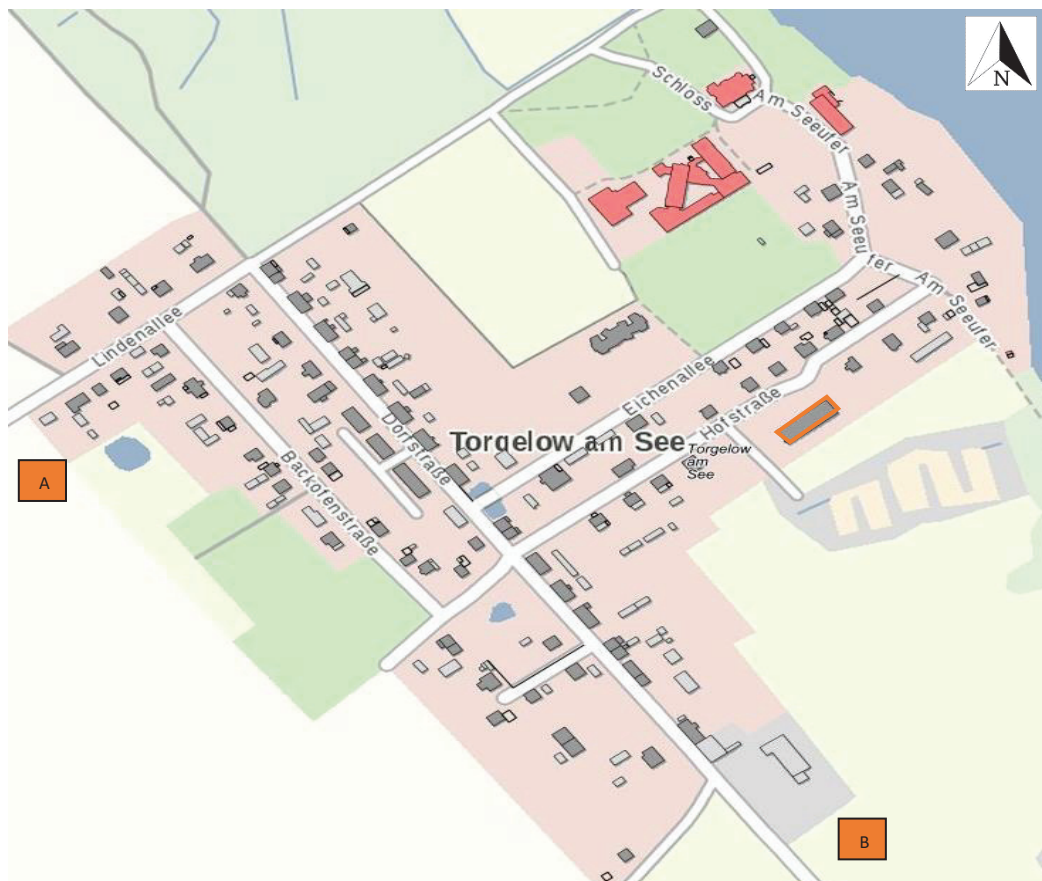 N
Schloss
Am Seeufer
Am Seeufer
Am Seeufer
Lindenallee
Eichenallee
Dorfstraße
Hofstraße
Torgelow am See
Torgelow
am
See
Backofenstraße
A
B